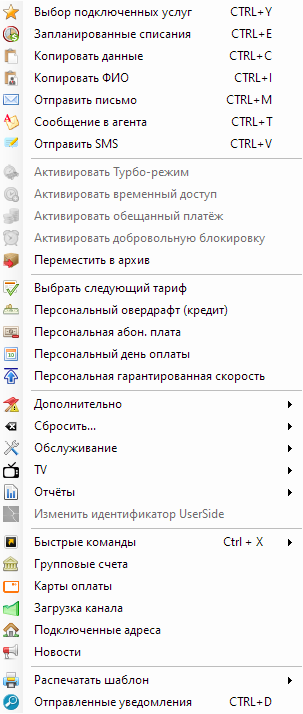 Выбор подключенных услуг CTRL+Y
Запланированные списания CTRL+E
Копировать данные CTRL+C
Копировать ФИО CTRL+I
Отправить письмо CTRL+M
Сообщение в агента CTRL+T
Отправить SMS CTRL+V
Активировать Турбо-режим
Активировать временный доступ
Активировать обещанный платёж
Активировать добровольную блокировку
Переместить в архив
Выбрать следующий тариф
Персональный овердрафт (кредит)
Персональная абон. плата
Персональный день оплаты
Персональная гарантированная скорость
Дополнительно
Сбросить...
Обслуживание
TV
Отчёты
Изменить идентификатор UserSide
Быстрые команды Ctrl + X
Групповые счета
Карты оплаты
Загрузка канала
Подключенные адреса
Новости
Распечатать шаблон
Отправленные уведомления CTRL+D